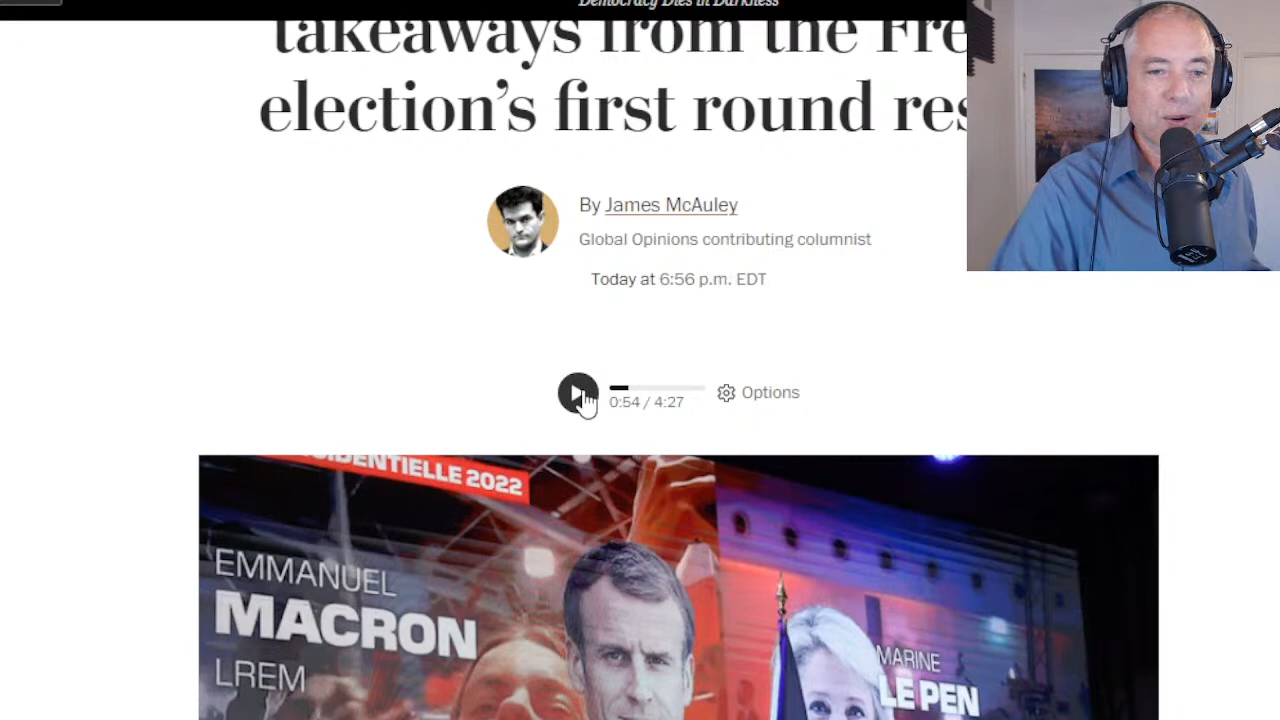 Democracy Dies in Darkness
takeaways from the Fre
election's first round res
By James McAuley
Global Opinions contributing columnist
Today at 6:56 p.m. EDT
0:54 / 4:27
Options
IDENTIELLE 2022
EMMANUEL
MACRON
LREM
MARINE
LE PEN